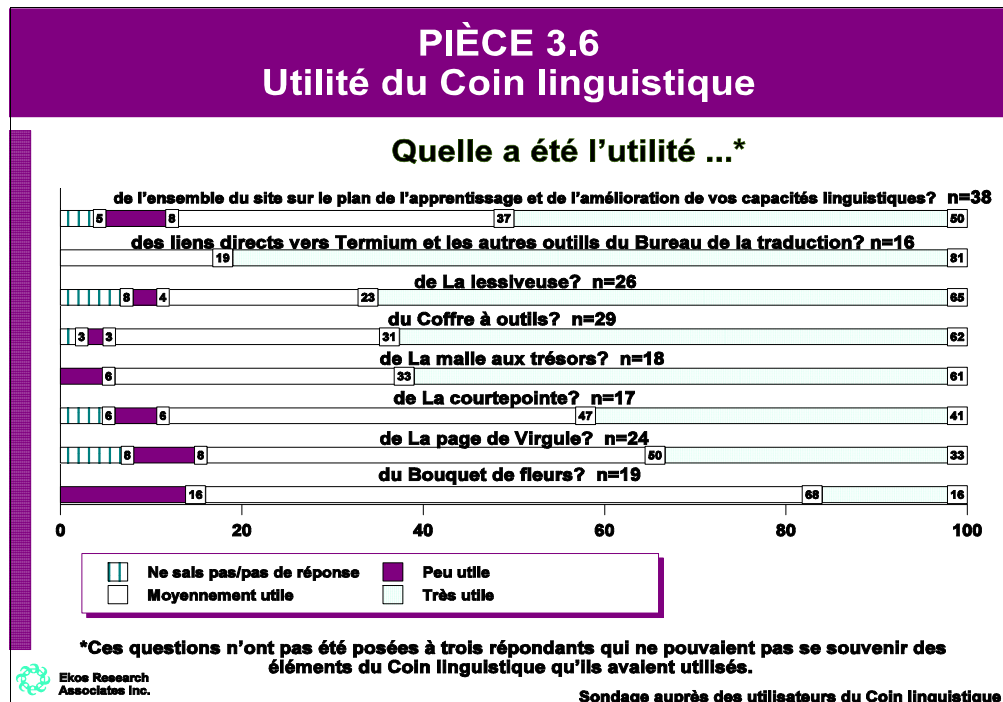 PIÈCE 3.6
Utilité du Coin linguistique
Quelle a été l'utilité ...*
de l'ensemble du site sur le plan de l'apprentissage et de l'amélioration de vos capacités linguistiques? n=38
5 8 37 50
des liens directs vers Termium et les autres outills du Bureau de la traduction? n=16
19 81
de La lessiveuse? n=26
8 4 23 65
du Coffre à outils? n=29
3 3 31 62
de La malle aux trésors? n=18
6 33 61
de La courtepointe? n=17
6 6 47 41
de La page de Virgule? n=24
8 8 50 33
du Bouquet de fleurs? n=19
16 68 16
0 20 40 60 80 100
Ne sais pas/pas de réponse Peu utile
Moyennement utile Très utile
*Ces questions n'ont pas été posées à trois répondants qui ne pouvaient pas se souvenir des
éléments du Coin linguistique qu'ils avaient utilisés.
Ekos Research
Associates Inc.
Sondage auprès des utilisateurs du Coin linguistique